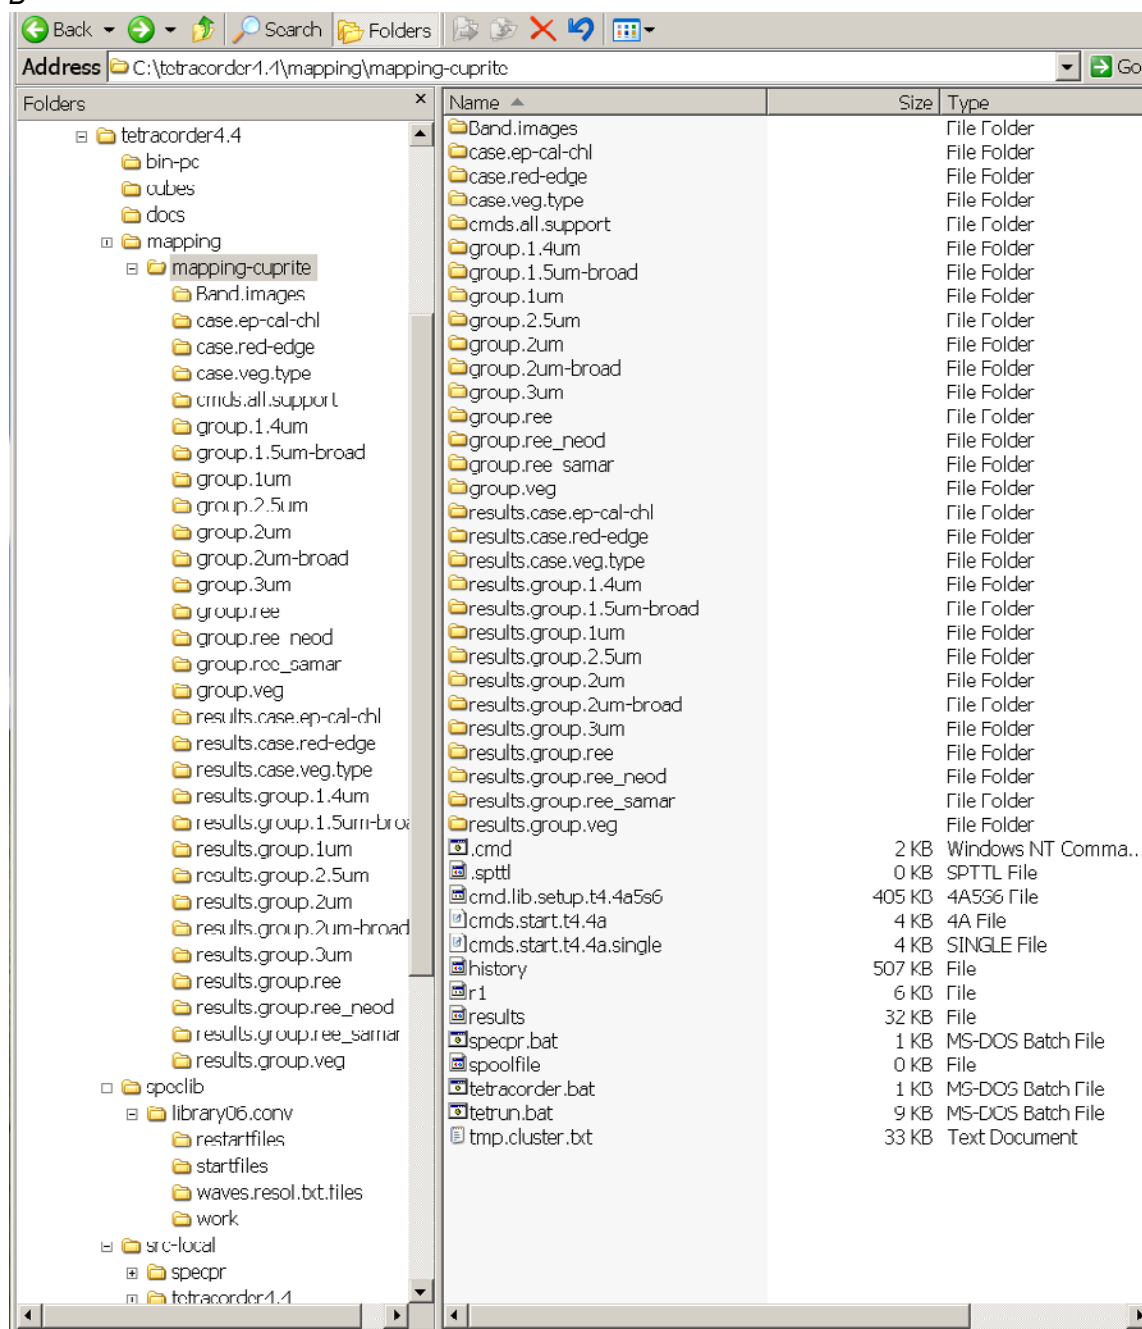 Back Search Folders
Address C:\tetracorder4.4\mapping\mapping-cuprite Go
Folders ×
tetracorder4.4
bin-pc
cubes
docs
mapping
mapping-cuprite
Band.images
case.ep-cal-chl
case.red-edge
case.veg.type
cmds.all.support
group.1.4um
group.1.5um-broad
group.1um
group.2.5um
group.2um
group.2um-broad
group.3um
group.ree
group.ree_neod
group.ree_samar
group.veg
results.case.ep-cal-chl
results.case.red-edge
results.case.veg.type
results.group.1.4um
results.group.1.5um-broa
results.group.1um
results.group.2.5um
results.group.2um
results.group.2um-broad
results.group.3um
results.group.ree
results.group.ree_neod
results.group.ree_samar
results.group.veg
speclib
library06.conv
restartfiles
startfiles
waves.resol.txt.files
work
src-local
specpr
tetracorder4.4
Name Size Type
Band.images File Folder
case.ep-cal-chl File Folder
case.red-edge File Folder
case.veg.type File Folder
cmds.all.support File Folder
group.1.4um File Folder
group.1.5um-broad File Folder
group.1um File Folder
group.2.5um File Folder
group.2um File Folder
group.2um-broad File Folder
group.3um File Folder
group.ree File Folder
group.ree_neod File Folder
group.ree_samar File Folder
group.veg File Folder
results.case.ep-cal-chl File Folder
results.case.red-edge File Folder
results.case.veg.type File Folder
results.group.1.4um File Folder
results.group.1.5um-broad File Folder
results.group.1um File Folder
results.group.2.5um File Folder
results.group.2um File Folder
results.group.2um-broad File Folder
results.group.3um File Folder
results.group.ree File Folder
results.group.ree_neod File Folder
results.group.ree_samar File Folder
results.group.veg File Folder
.cmd 2 KB Windows NT Comma...
.spttl 0 KB SPTTL File
cmd.lib.setup.t4.4a5s6 405 KB 4A5S6 File
cmds.start.t4.4a 4 KB 4A File
cmds.start.t4.4a.single 4 KB SINGLE File
history 507 KB File
r1 6 KB File
results 32 KB File
specpr.bat 1 KB MS-DOS Batch File
spoolfile 0 KB File
tetracorder.bat 1 KB MS-DOS Batch File
tetrun.bat 9 KB MS-DOS Batch File
tmp.cluster.txt 33 KB Text Document